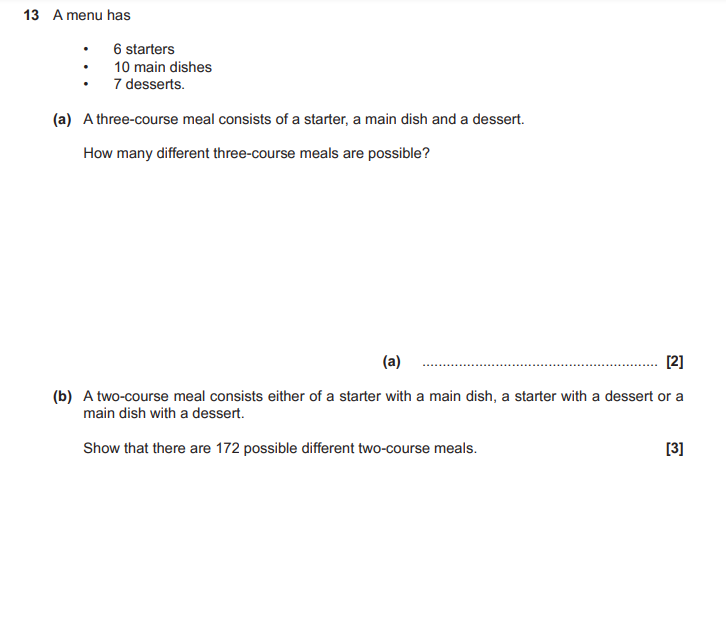 13 A menu has
• 6 starters
• 10 main dishes
• 7 desserts.
(a) A three-course meal consists of a starter, a main dish and a dessert.
How many different three-course meals are possible?
(a) .......................................................... [2]
(b) A two-course meal consists either of a starter with a main dish, a starter with a dessert or a
main dish with a dessert.
Show that there are 172 possible different two-course meals. [3]